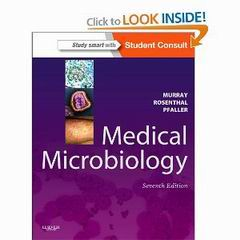 Click to LOOK INSIDE!
Study smart with Student Consult
MURRAY
ROSENTHAL
PFALLER
Medical
Microbiology
Seventh Edition
ELSEVIER